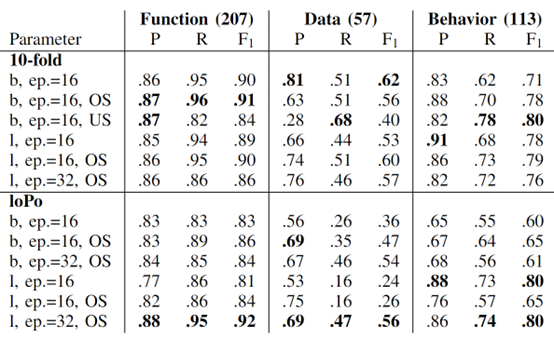 Function (207) Data (57) Behavior (113)
Parameter P R F1 P R F1 P R F1
10-fold
b, ep.=16 .86 .95 .90 .81 .51 .62 .83 .62 .71
b, ep.=16, OS .87 .96 .91 .63 .51 .56 .88 .70 .78
b, ep.=16, US .87 .82 .84 .28 .68 .40 .82 .78 .80
l, ep.=16 .85 .94 .89 .66 .44 .53 .91 .68 .78
l, ep.=16, OS .86 .95 .90 .74 .51 .60 .86 .73 .79
l, ep.=32, OS .86 .86 .86 .76 .46 .57 .82 .72 .76
loPo
b, ep.=16 .83 .83 .83 .56 .26 .36 .65 .55 .60
b, ep.=16, OS .83 .89 .86 .69 .35 .47 .67 .64 .65
b, ep.=32, OS .84 .85 .84 .67 .46 .54 .68 .56 .61
l, ep.=16 .77 .86 .81 .53 .16 .24 .88 .73 .80
l, ep.=16, OS .82 .86 .84 .75 .16 .26 .76 .57 .65
l, ep.=32, OS .88 .95 .92 .69 .47 .56 .86 .74 .80